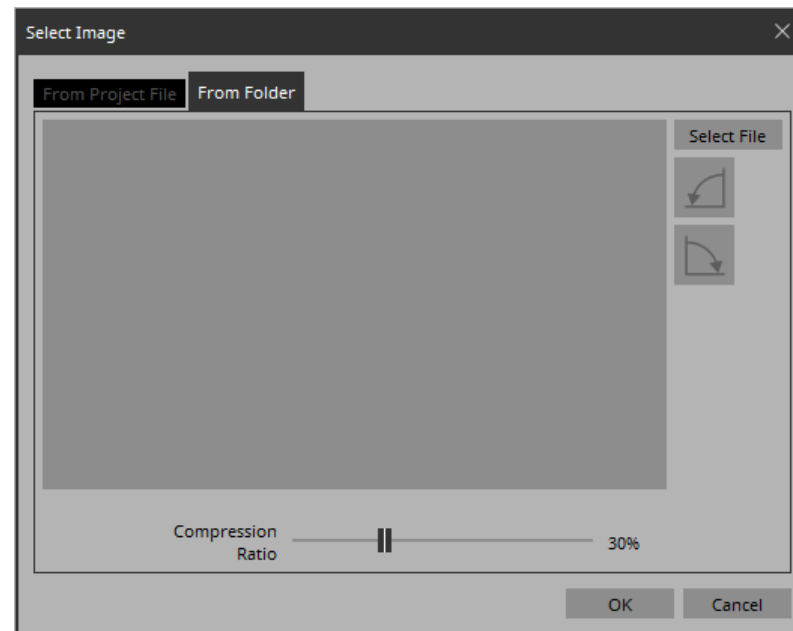 Select Image
From Project File
From Folder
Select File
Compression
Ratio
30%
OK
Cancel